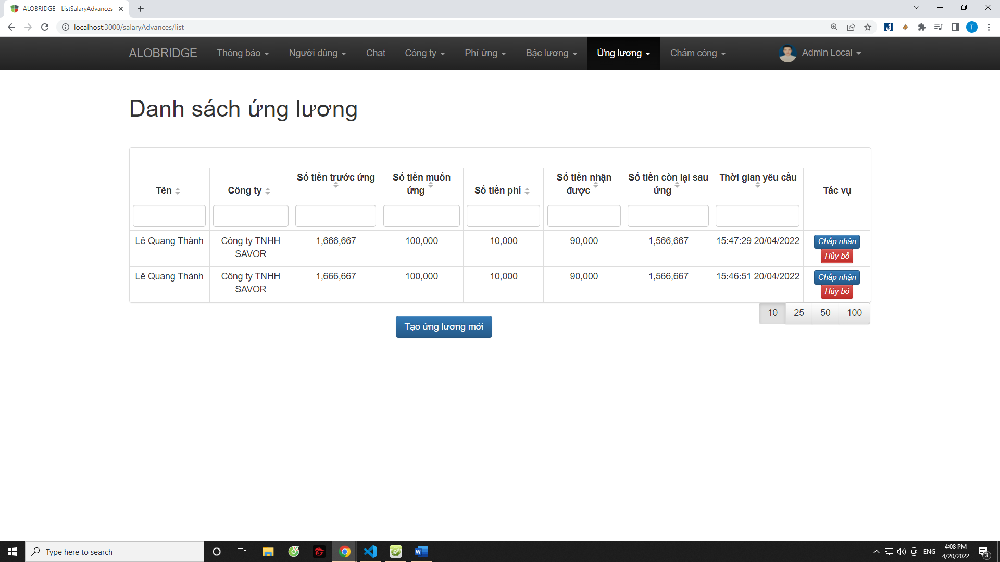 ALOBRIDGE - ListSalaryAdvances
localhost:3000/salaryAdvances/list
T
ALOBRIDGE Thông báo Người dùng Chat Công ty Phí ứng Bậc lương Ứng lương Chấm công Admin Local
Danh sách ứng lương
Tên Công ty Số tiền trước ứng Số tiền muốn ứng Số tiền phí Số tiền nhận được Số tiền còn lại sau ứng Thời gian yêu cầu Tác vụ
Lê Quang Thành Công ty TNHH SAVOR 1,666,667 100,000 10,000 90,000 1,566,667 15:47:29 20/04/2022 Chấp nhận
Hủy bỏ
Lê Quang Thành Công ty TNHH SAVOR 1,666,667 100,000 10,000 90,000 1,566,667 15:46:51 20/04/2022 Chấp nhận
Hủy bỏ
10 25 50 100
Tạo ứng lương mới
Type here to search
ENG
4:08 PM
4/20/2022
3